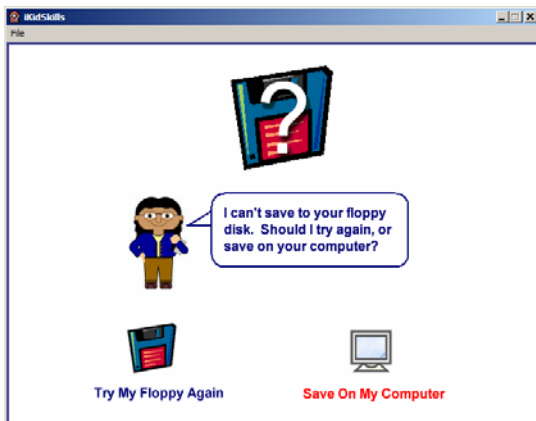 iKidSkills
File
?
I can't save to your floppy
disk. Should I try again, or
save on your computer?
Try My Floppy Again
Save On My Computer